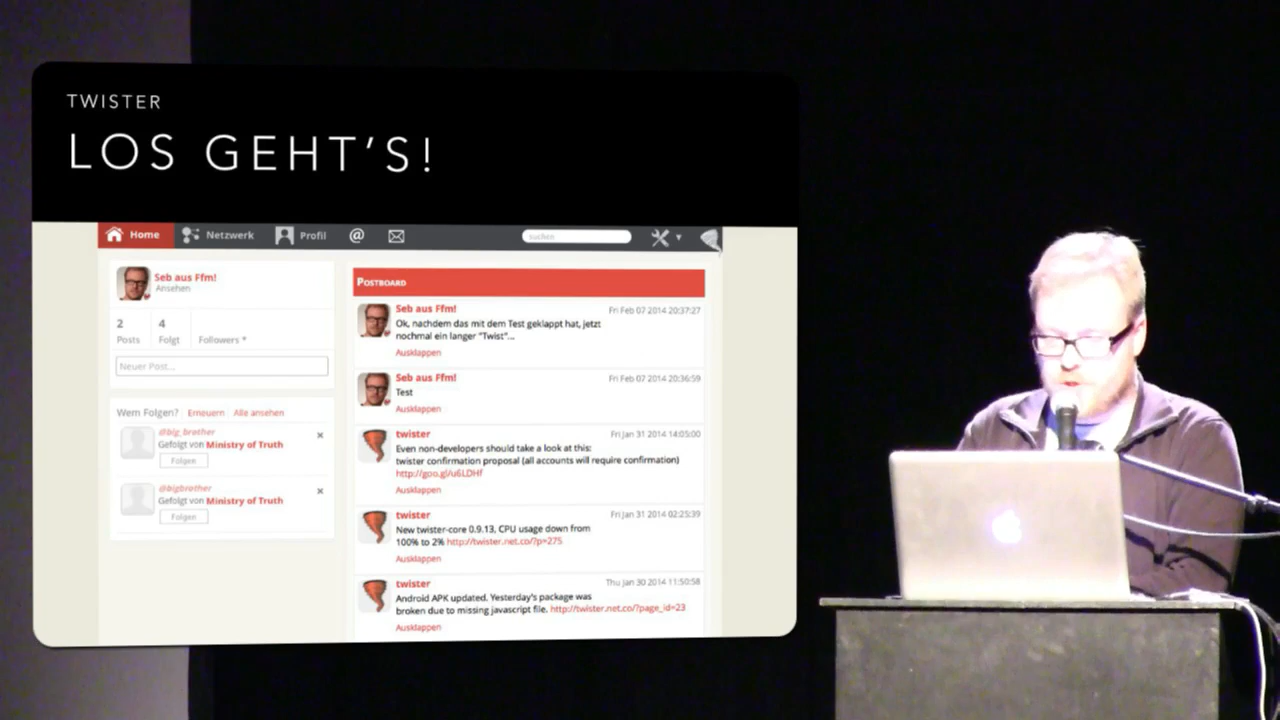 TWISTER
LOS GEHT'S!
Home Netzwerk Profil @ suchen
Seb aus Ffm!
Ansehen
2 4
Posts Folgt Followers *
Neuer Post...
Wem Folgen? Erneuern Alle ansehen
@big_brother
Gefolgt von Ministry of Truth
Folgen
@bigbrother
Gefolgt von Ministry of Truth
Folgen
POSTBOARD
Seb aus Ffm! Fri Feb 07 2014 20:37:27
Ok, nachdem das mit dem Test geklappt hat, jetzt
nochmal ein langer "Twist"...
Ausklappen
Seb aus Ffm! Fri Feb 07 2014 20:36:59
Test
Ausklappen
twister Fri Jan 31 2014 14:05:00
Even non-developers should take a look at this:
twister confirmation proposal (all accounts will require confirmation)
http://goo.gl/u6LDHf
Ausklappen
twister Fri Jan 31 2014 02:25:39
New twister-core 0.9.13, CPU usage down from
100% to 2% http://twister.net.co/?p=275
Ausklappen
twister Thu Jan 30 2014 11:50:58
Android APK updated. Yesterday's package was
broken due to missing javascript file. http://twister.net.co/?page_id=23
Ausklappen